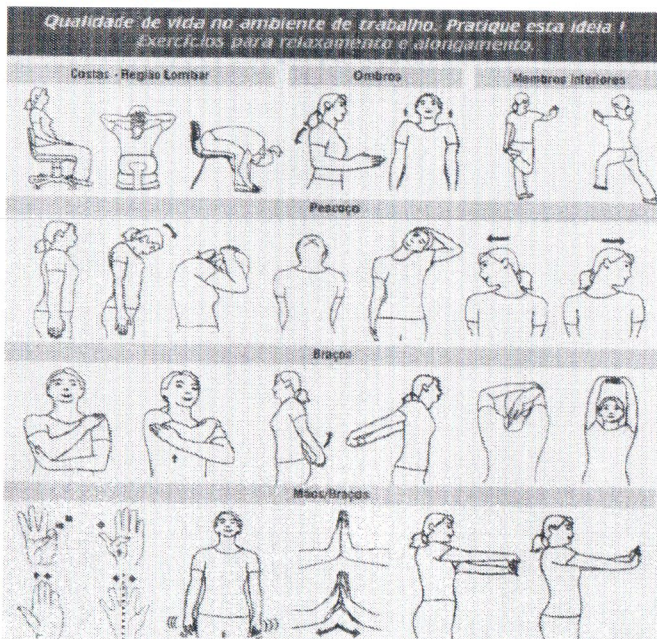 Qualidade de vida no ambiente de trabalho. Pratique esta idéia !
Exercícios para relaxamento e alongamento.
Costas - Região Lombar
Ombros
Membros Inferiores
Pescoço
Braços
Mãos/Braços